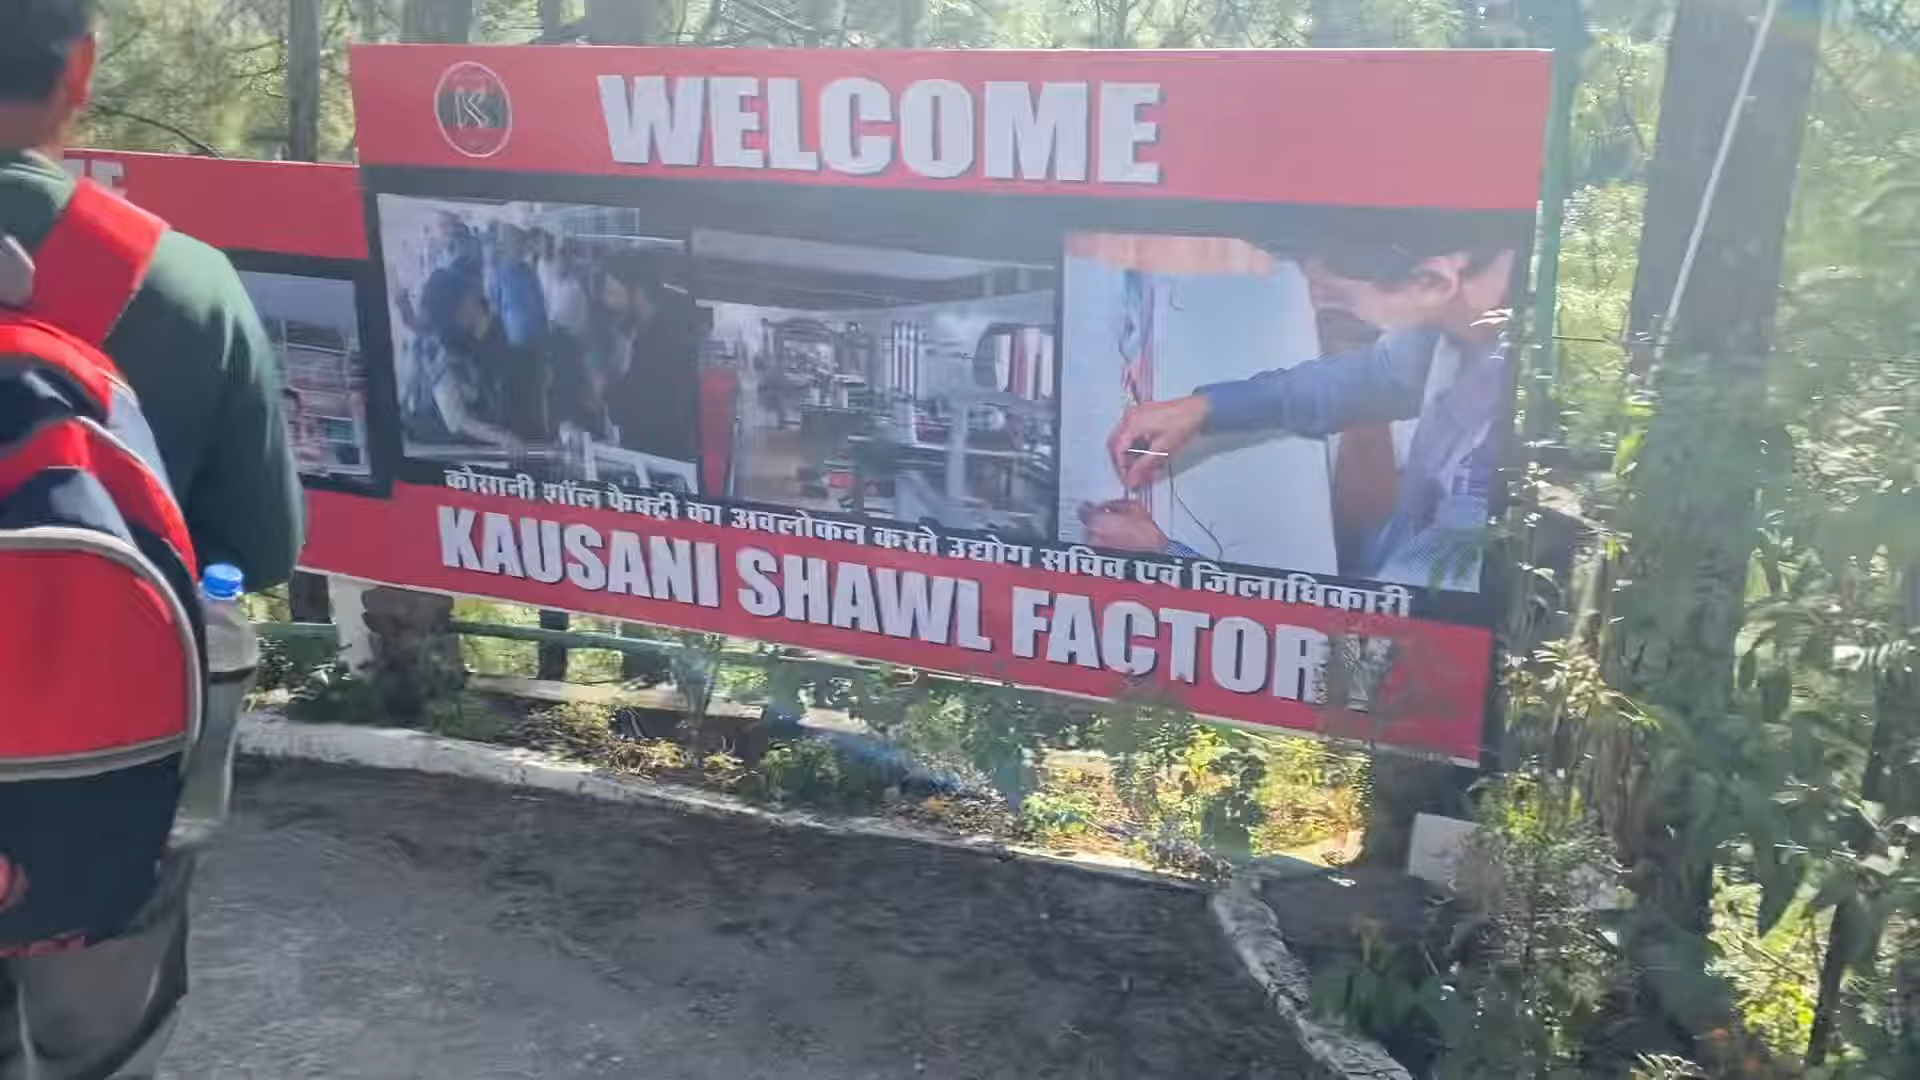 WELCOME
कौसानी शॉल फैक्ट्री का अवलोकन करते उद्योग सचिव एवं जिलाधिकारी
KAUSANI SHAWL FACTORY